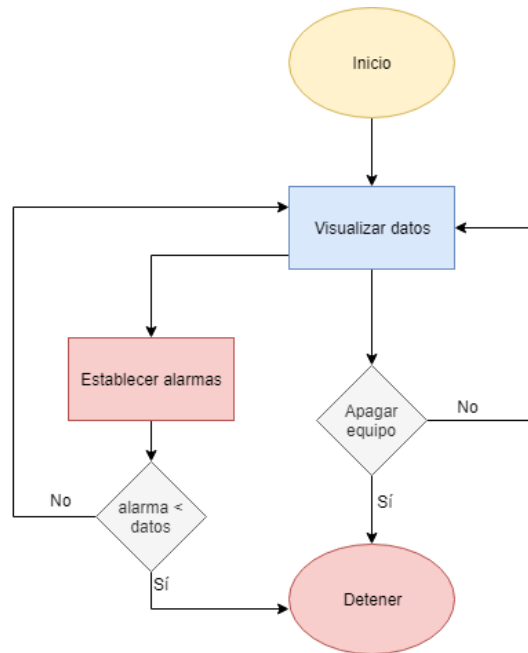 Inicio
Visualizar datos
Establecer alarmas
Apagar
equipo
No
No
alarma <
datos
Sí
Sí
Detener